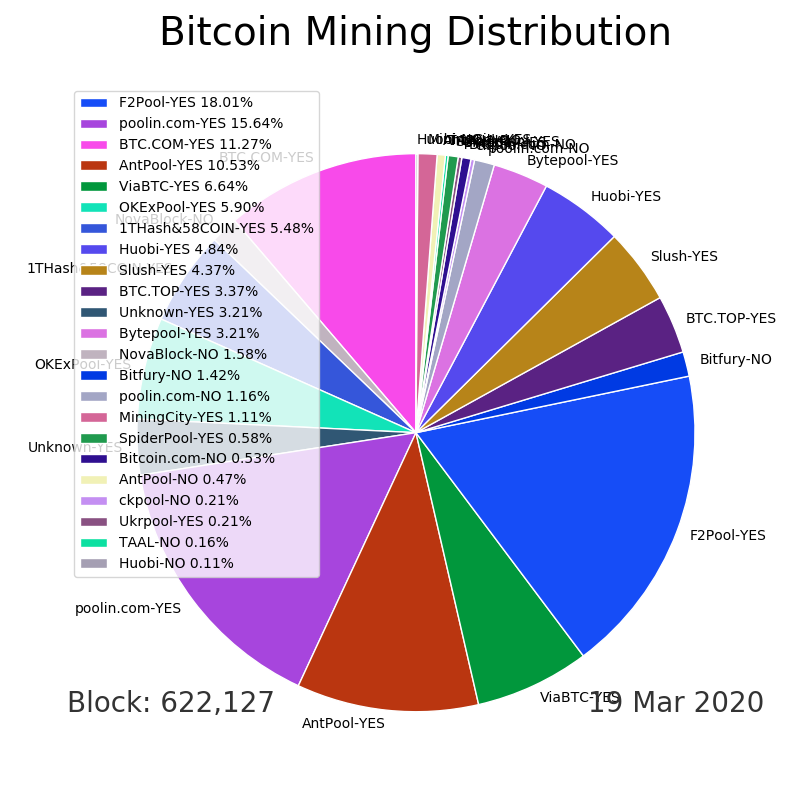 Bitcoin Mining Distribution
F2Pool-YES 18.01%
poolin.com-YES 15.64%
BTC.COM-YES 11.27%
AntPool-YES 10.53%
ViaBTC-YES 6.64%
OKExPool-YES 5.90%
1THash&58COIN-YES 5.48%
Huobi-YES 4.84%
Slush-YES 4.37%
BTC.TOP-YES 3.37%
Unknown-YES 3.21%
Bytepool-YES 3.21%
NovaBlock-NO 1.58%
Bitfury-NO 1.42%
poolin.com-NO 1.16%
MiningCity-YES 1.11%
SpiderPool-YES 0.58%
Bitcoin.com-NO 0.53%
AntPool-NO 0.47%
ckpool-NO 0.21%
Ukrpool-YES 0.21%
TAAL-NO 0.16%
Huobi-NO 0.11%
BTC.COM-YES
NovaBlock-NO
OKExPool-YES
Unknown-YES
poolin.com-YES
AntPool-YES
ViaBTC-YES
F2Pool-YES
Bitfury-NO
BTC.TOP-YES
Slush-YES
Huobi-YES
Bytepool-YES
poolin.com-NO
Block: 622,127
19 Mar 2020